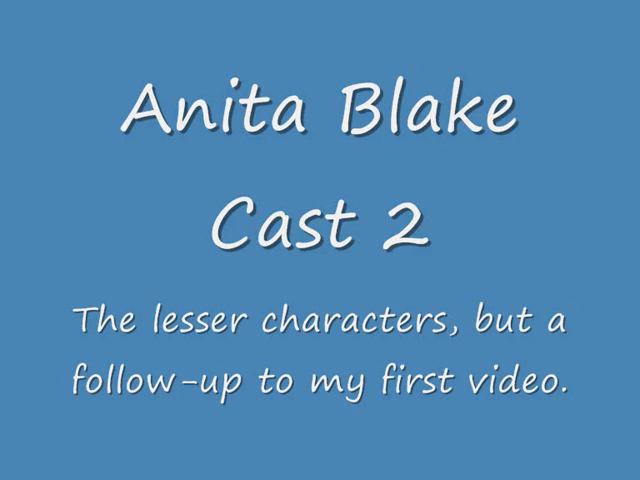 Anita Blake
Cast 2
The lesser characters, but a
follow-up to my first video.